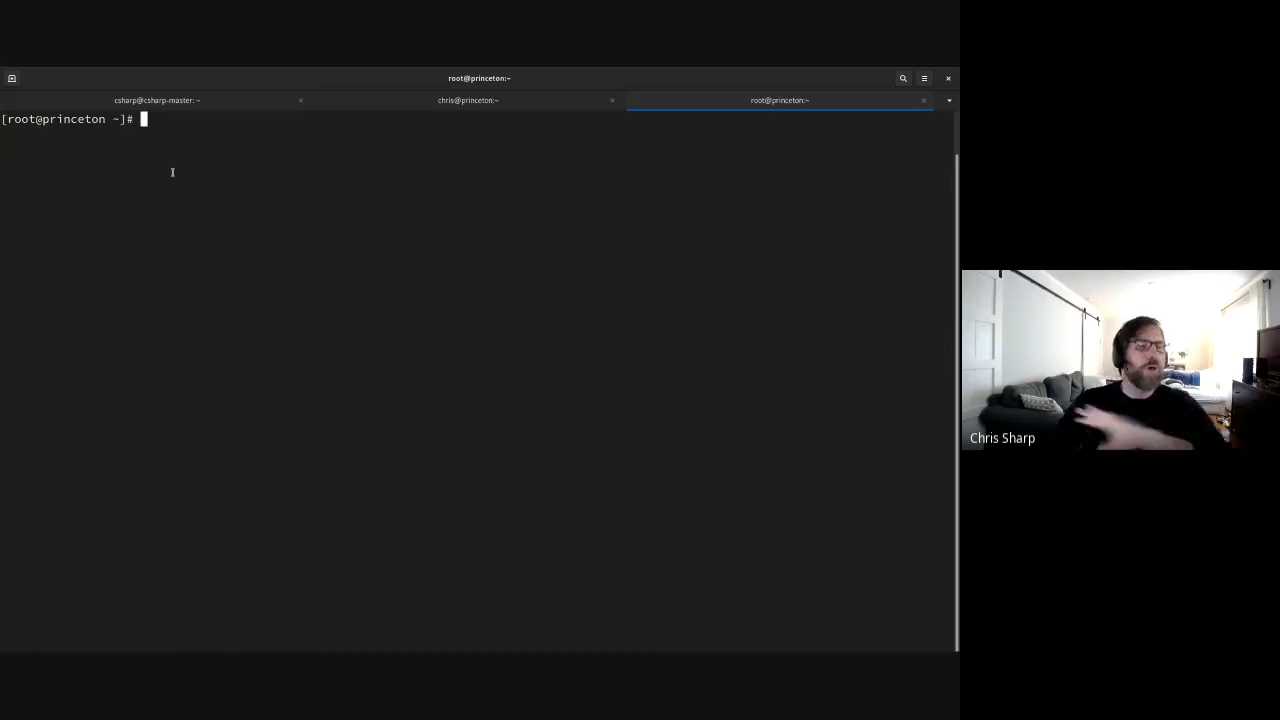 root@princeton:~
csharp@csharp-master: ~
chris@princeton:~
root@princeton:~
[root@princeton ~]#
Chris Sharp